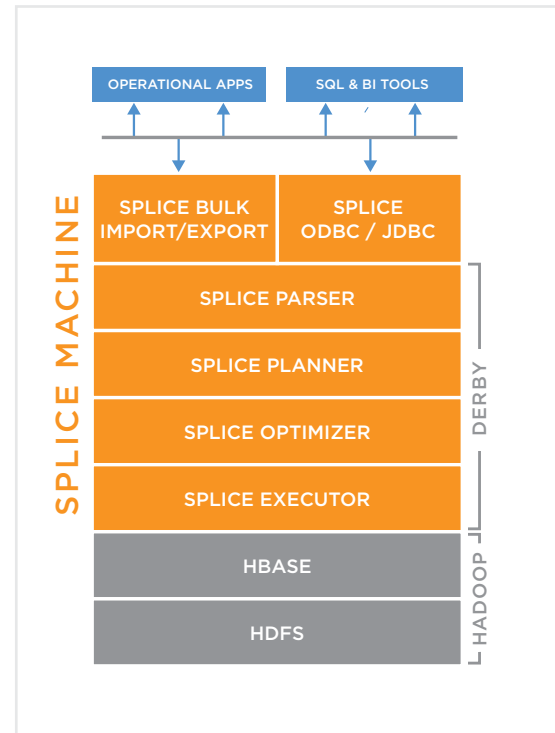 OPERATIONAL APPS
SQL & BI TOOLS
SPLICE MACHINE
SPLICE BULK
IMPORT/EXPORT
SPLICE
ODBC / JDBC
SPLICE PARSER
SPLICE PLANNER
SPLICE OPTIMIZER
SPLICE EXECUTOR
DERBY
HBASE
HDFS
HADOOP